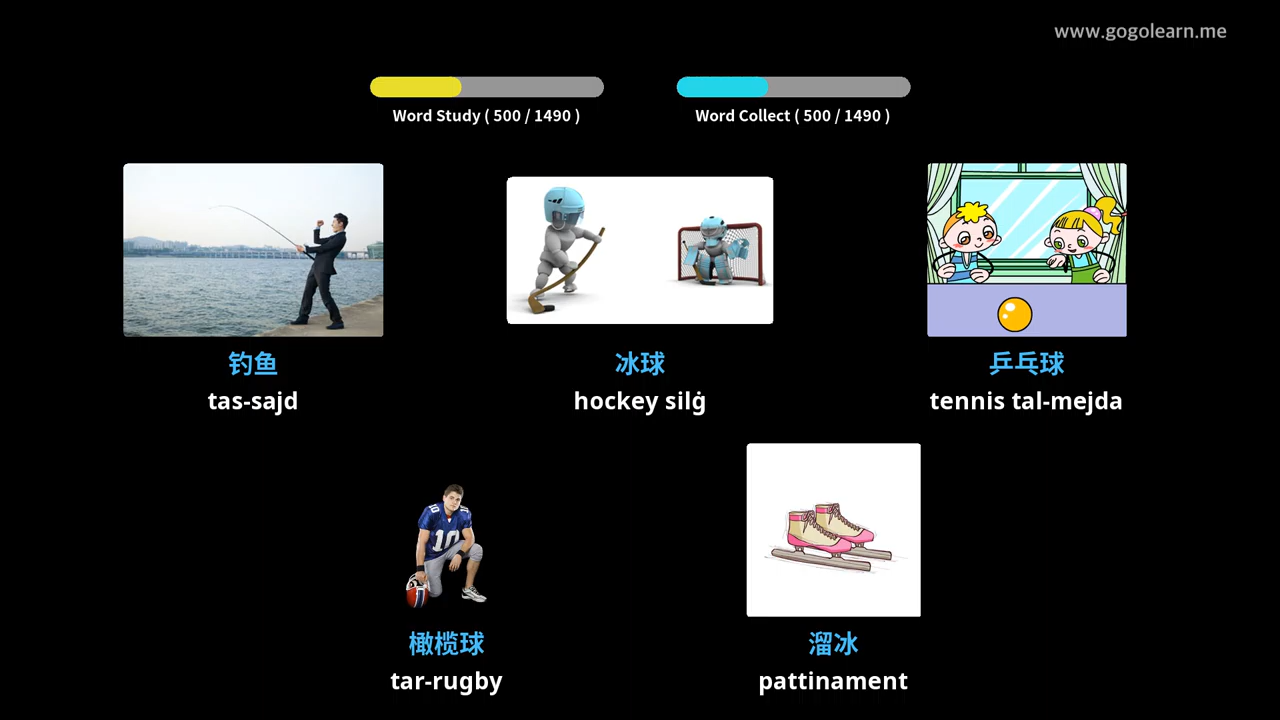 www.gogolearn.me
Word Study ( 500 / 1490 )
Word Collect ( 500 / 1490 )
钓鱼
tas-sajd
冰球
hockey silġ
乒乓球
tennis tal-mejda
橄榄球
tar-rugby
溜冰
pattinament